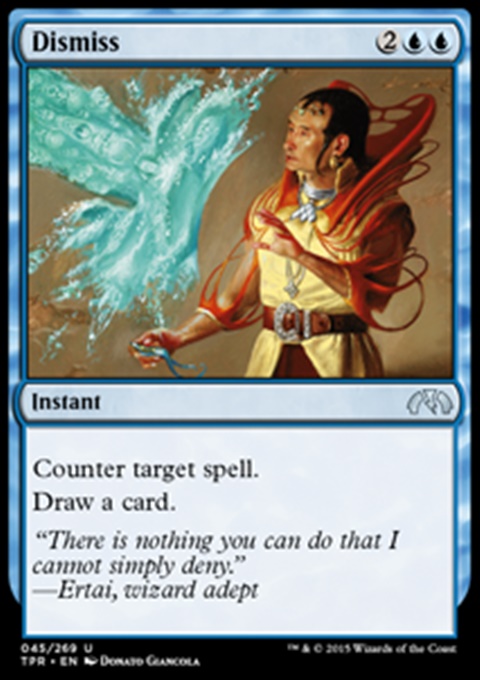 Dismiss 2
Instant
Counter target spell.
Draw a card.
“There is nothing you can do that I
cannot simply deny.”
—Ertai, wizard adept
045/269 U
TPR • EN Donato Giancola
™ & © 2015 Wizards of the Coast